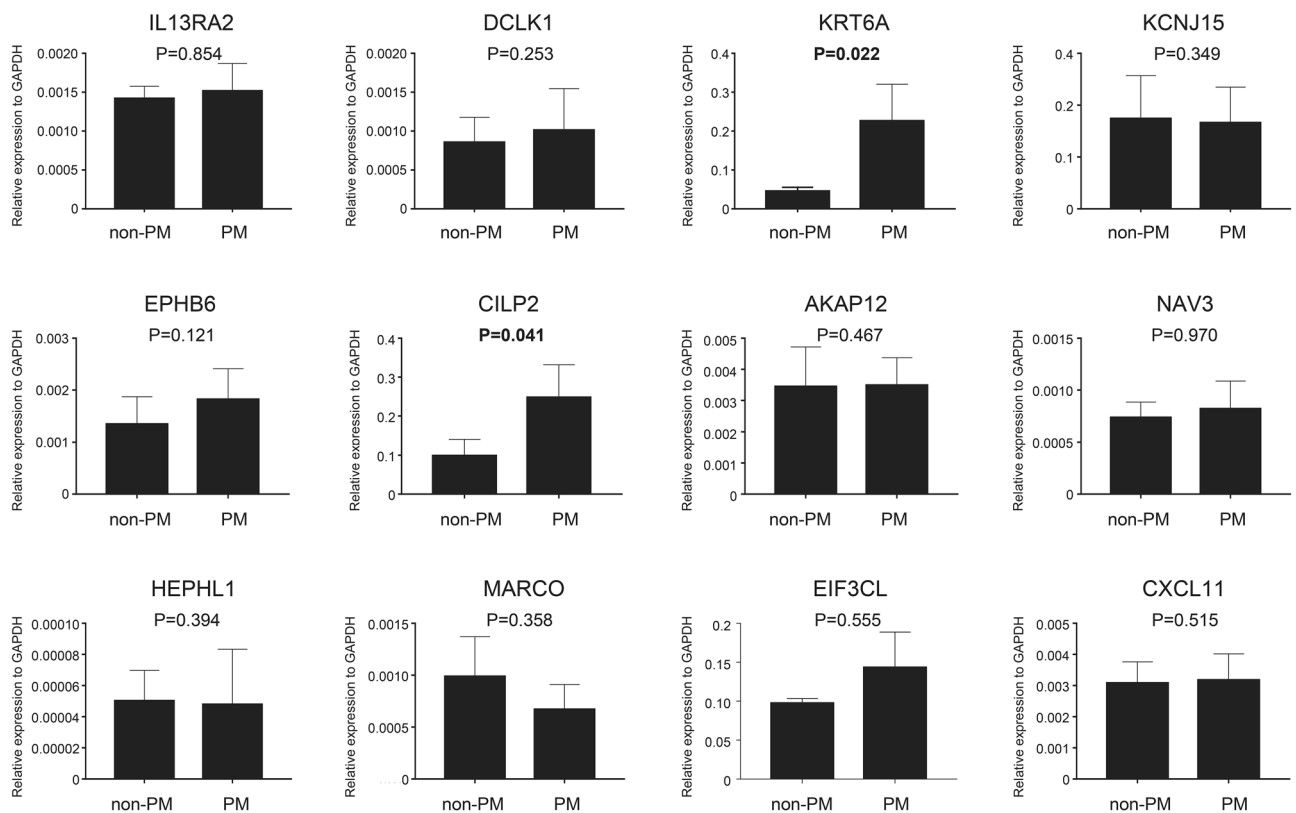 IL13RA2
P=0.854
Relative expression to GAPDH
0.0020
0.0015
0.0010
0.0005
0
non-PM PM
DCLK1
P=0.253
Relative expression to GAPDH
0.0020
0.0015
0.0010
0.0005
0
non-PM PM
KRT6A
P=0.022
Relative expression to GAPDH
0.4
0.3
0.2
0.1
0
non-PM PM
KCNJ15
P=0.349
Relative expression to GAPDH
0.4
0.2
0.1
0
non-PM PM
EPHB6
P=0.121
Relative expression to GAPDH
0.003
0.002
0.001
0
non-PM PM
CILP2
P=0.041
Relative expression to GAPDH
0.4
0.3
0.2
0.1
0
non-PM PM
AKAP12
P=0.467
Relative expression to GAPDH
0.005
0.004
0.003
0.002
0.001
0
non-PM PM
NAV3
P=0.970
Relative expression to GAPDH
0.0015
0.0010
0.0005
0
non-PM PM
HEPHL1
P=0.394
Relative expression to GAPDH
0.00010
0.00008
0.00006
0.00004
0.00002
0
non-PM PM
MARCO
P=0.358
Relative expression to GAPDH
0.0015
0.0010
0.0005
0
non-PM PM
EIF3CL
P=0.555
Relative expression to GAPDH
0.2
0.15
0.10
0.05
0
non-PM PM
CXCL11
P=0.515
Relative expression to GAPDH
0.005
0.004
0.003
0.002
0.001
0
non-PM PM